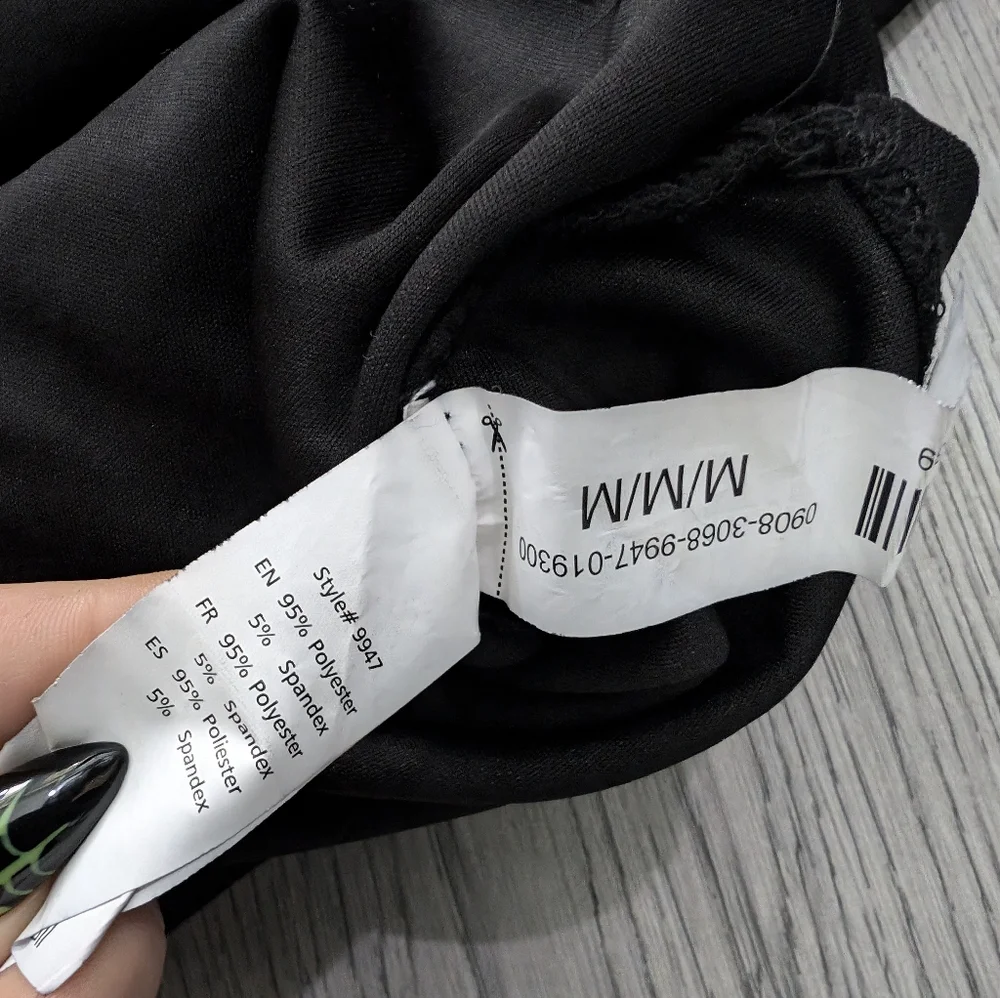 Style# 9947
EN 95% Polyester
5% Spandex
FR 95% Polyester
5% spandex
ES 95% Poliester
5% Spandex
0908-3068-9947-019300
M/M/M